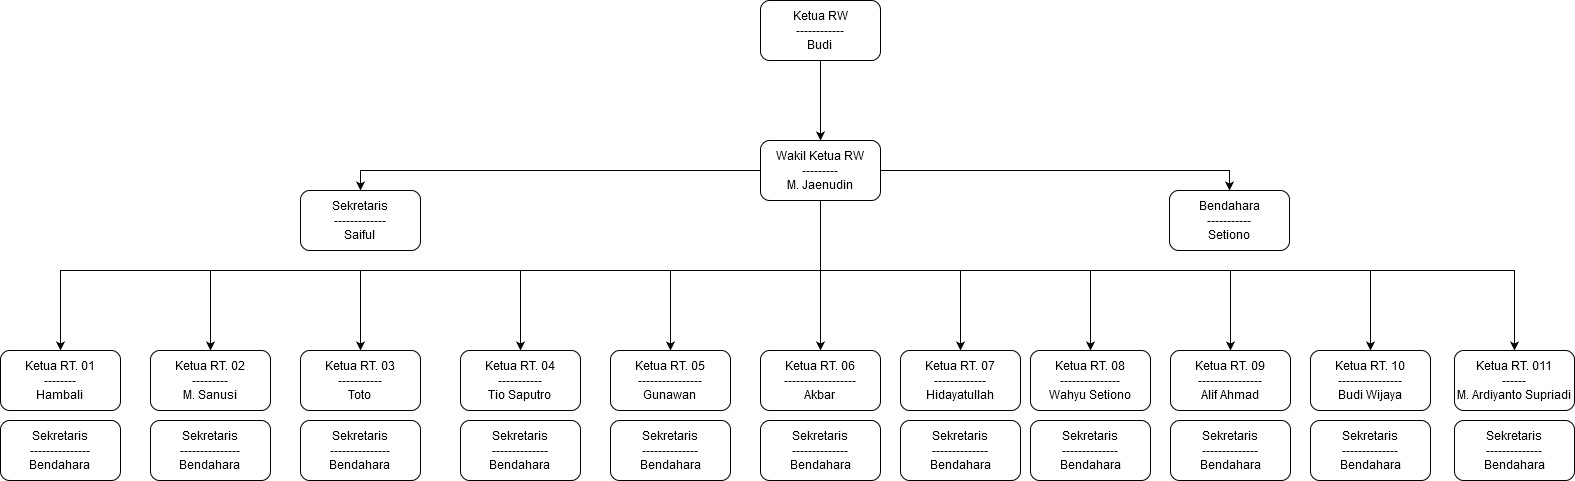 Ketua RW
------------
Budi
Wakil Ketua RW
---------
M. Jaenudin
Sekretaris
-------------
Saiful
Bendahara
-----------
Setiono
Ketua RT. 01
--------
Hambali
Ketua RT. 02
---------
M. Sanusi
Ketua RT. 03
-----------
Toto
Ketua RT. 04
-----------
Tio Saputro
Ketua RT. 05
----------------
Gunawan
Ketua RT. 06
------------------
Akbar
Ketua RT. 07
-------------
Hidayatullah
Ketua RT. 08
---------------
Wahyu Setiono
Ketua RT. 09
----------------
Alif Ahmad
Ketua RT. 10
----------------
Budi Wijaya
Ketua RT. 011
------
M. Ardiyanto Supriadi
Sekretaris
---------------
Bendahara
Sekretaris
---------------
Bendahara
Sekretaris
---------------
Bendahara
Sekretaris
--------------
Bendahara
Sekretaris
--------------
Bendahara
Sekretaris
--------------
Bendahara
Sekretaris
--------------
Bendahara
Sekretaris
--------------
Bendahara
Sekretaris
--------------
Bendahara
Sekretaris
--------------
Bendahara
Sekretaris
--------------
Bendahara